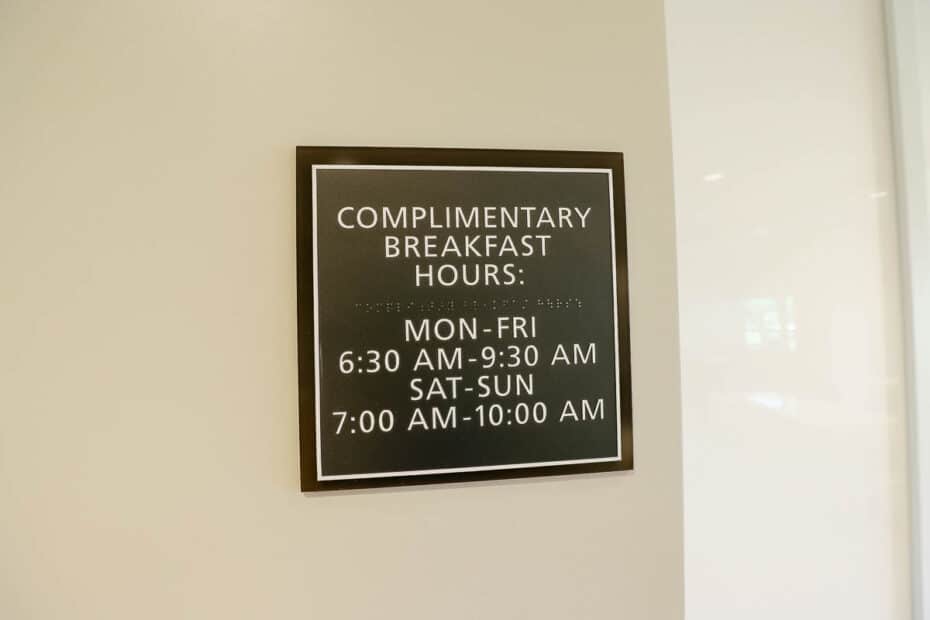 COMPLIMENTARY
BREAKFAST
HOURS:
MON-FRI
6:30 AM-9:30 AM
SAT-SUN
7:00 AM-10:00 AM